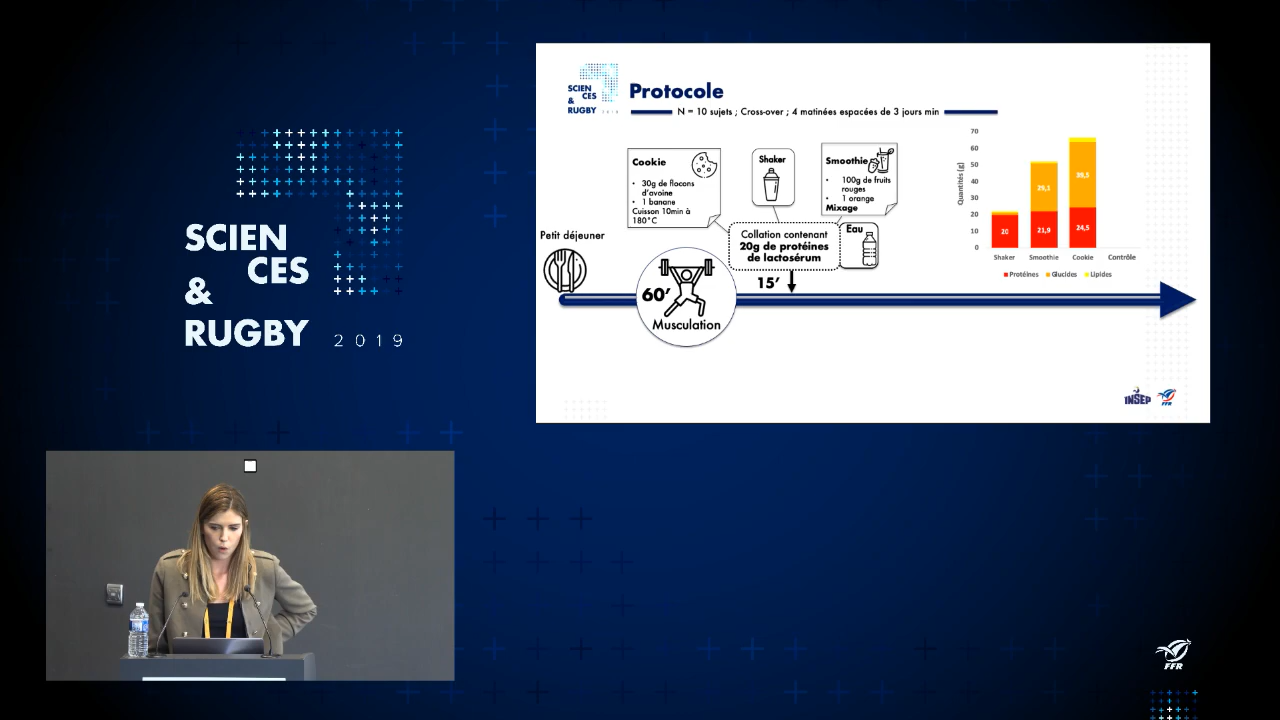 SCIEN
CES
&
RUGBY
2019
SCIEN
CES
&
RUGBY 2019
Protocole
N = 10 sujets ; Cross-over ; 4 matinées espacées de 3 jours min
Petit déjeuner
Cookie
• 30g de flocons
d'avoine
• 1 banane
Cuisson 10min à
180°C
Shaker
Smoothie
• 100g de fruits
rouges
• 1 orange
Mixage
Collation contenant
20g de protéines
de lactosérum
Eau
60'
Musculation
15'
Quantités (g)
70
60
50
40
30
20
10
0
20
29,1
21,9
39,5
24,5
Shaker
Smoothie
Cookie
Contrôle
Protéines
Glucides
Lipides
INSEP
FFR
FFR